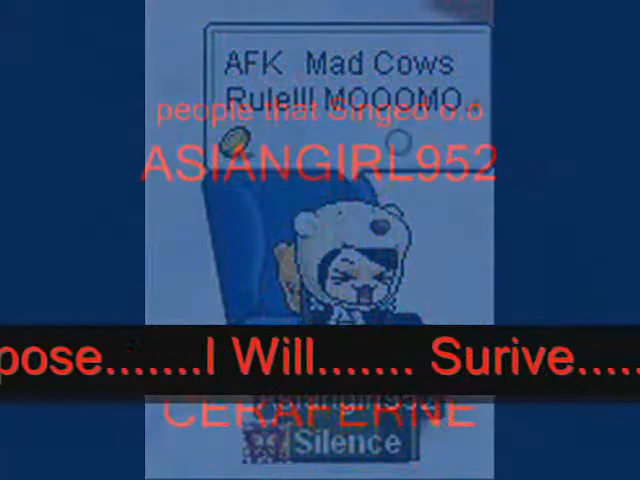 AFK Mad Cows
Rule!!! MOOOMO..
people that Singed o.o
ASIANGIRL952
pose.......I Will....... Surive.....
CERAFERNE
Silence